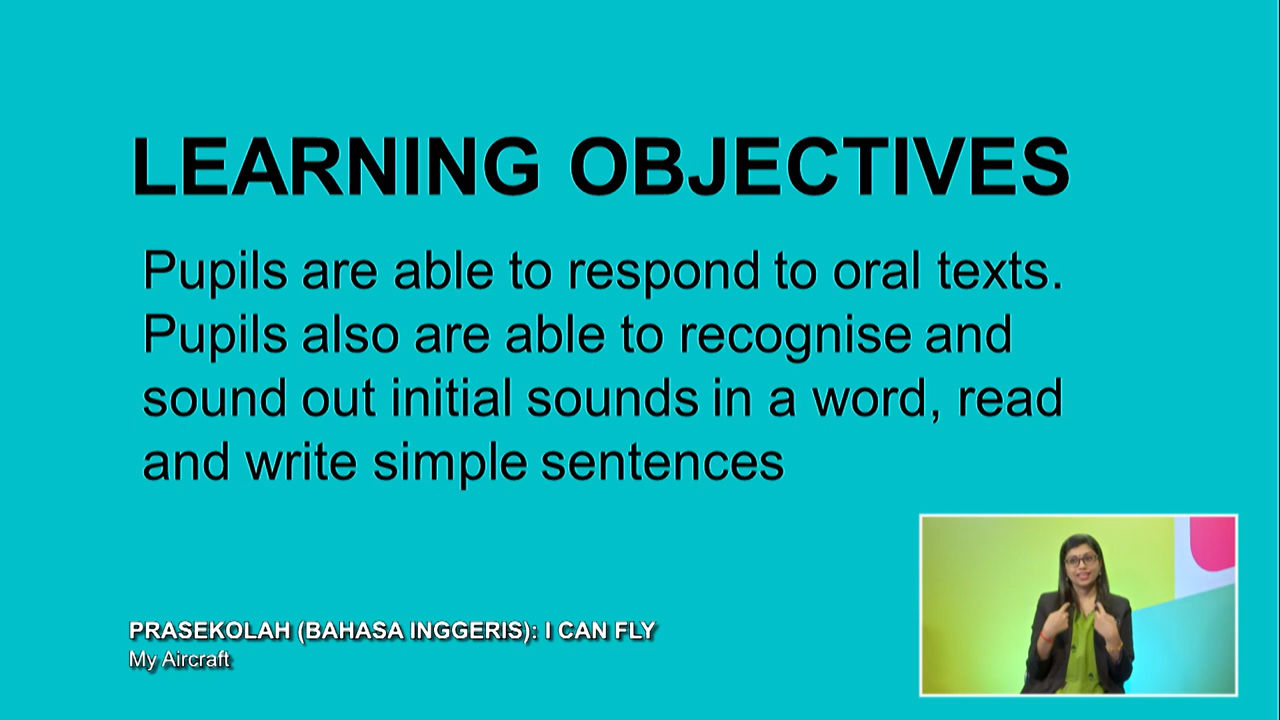 LEARNING OBJECTIVES
Pupils are able to respond to oral texts.
Pupils also are able to recognise and
sound out initial sounds in a word, read
and write simple sentences
PRASEKOLAH (BAHASA INGGERIS): I CAN FLY
My Aircraft